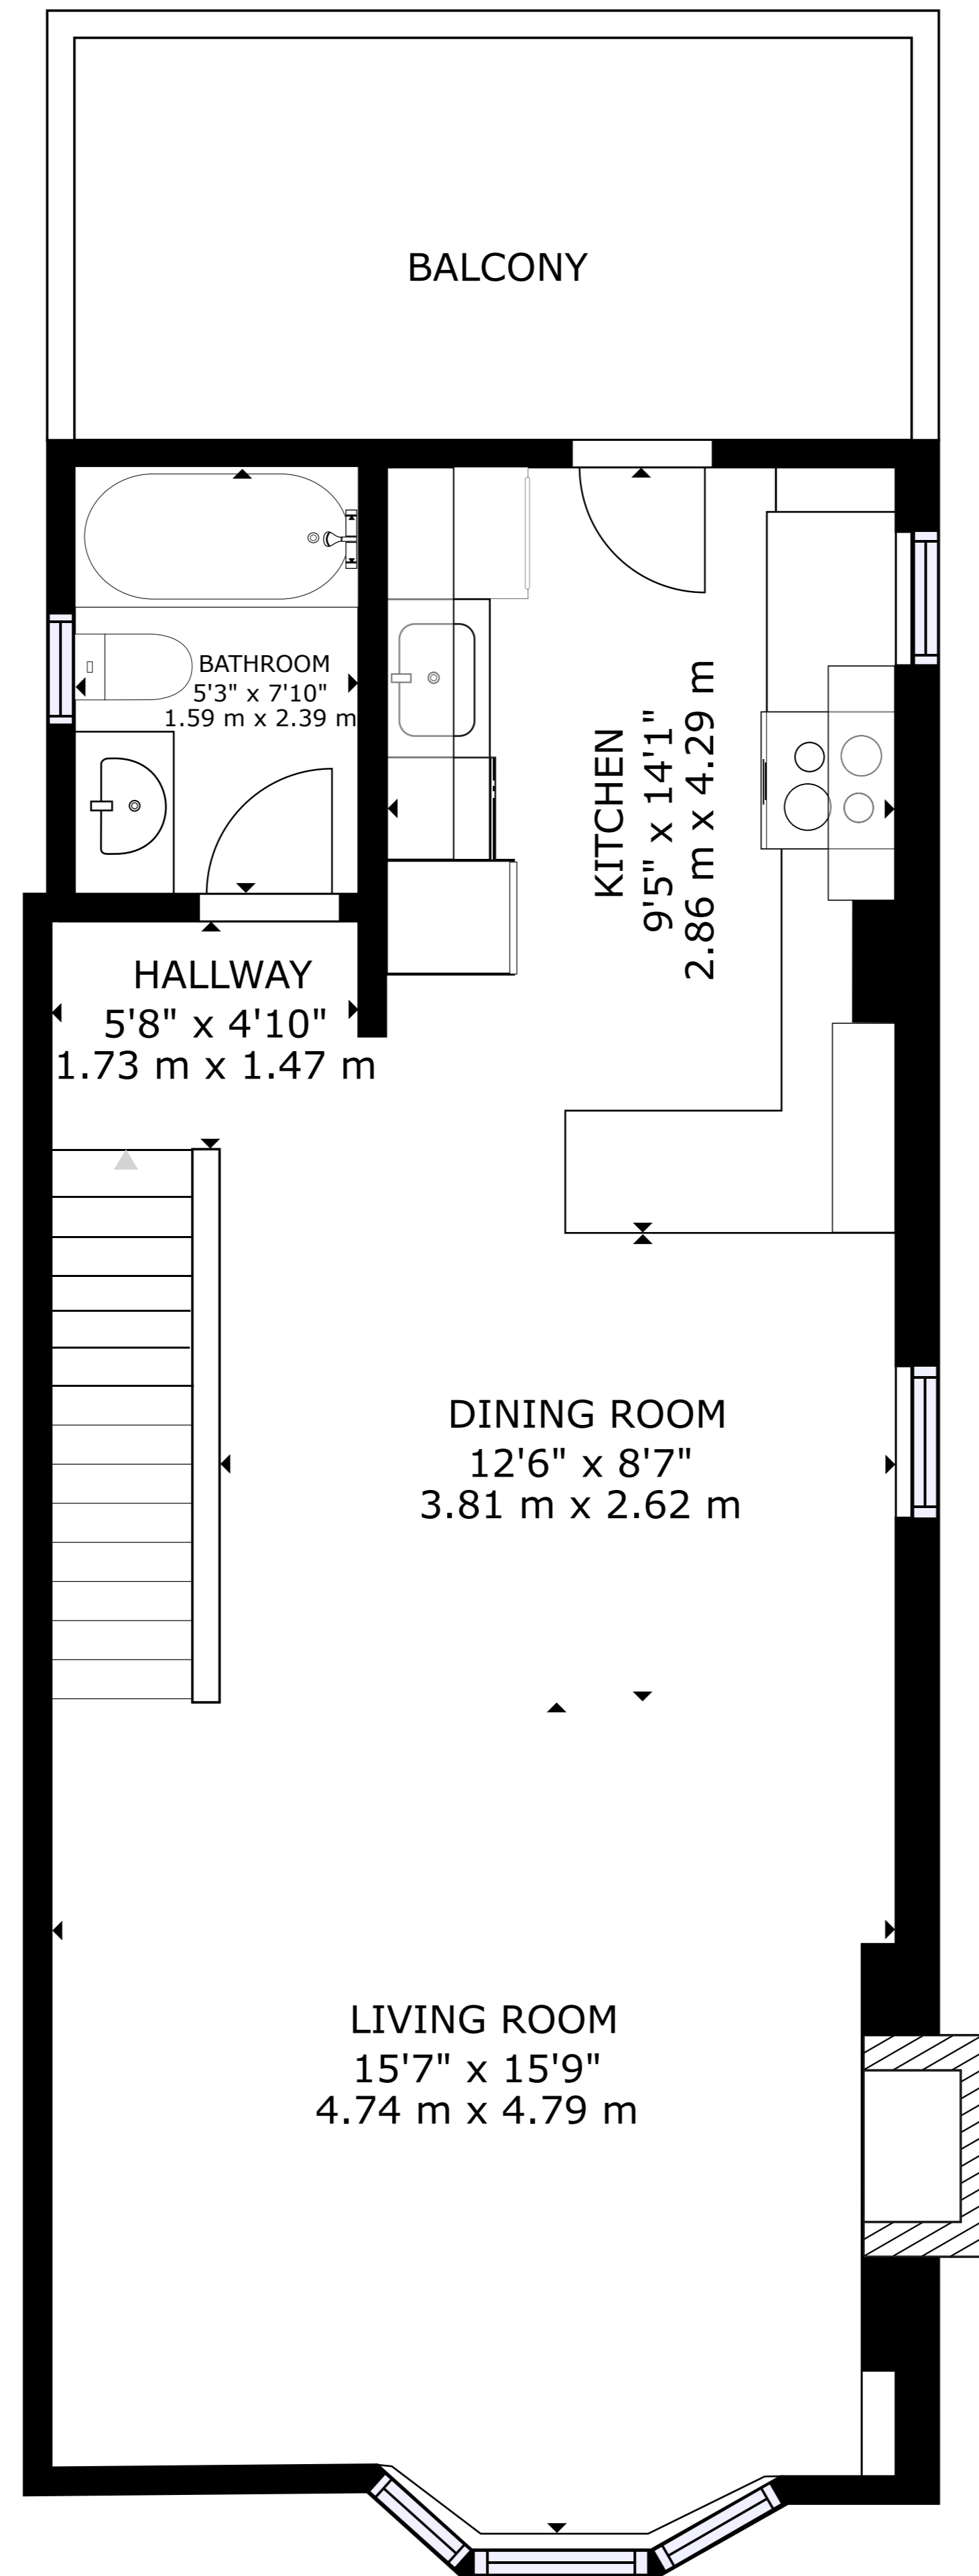 BALCONY
BATHROOM
5'3" x 7'10"
1.59 m x 2.39 m
KITCHEN
9'5" x 14'1"
2.86 m x 4.29 m
HALLWAY
5'8" x 4'10"
1.73 m x 1.47 m
DINING ROOM
12'6" x 8'7"
3.81 m x 2.62 m
LIVING ROOM
15'7" x 15'9"
4.74 m x 4.79 m